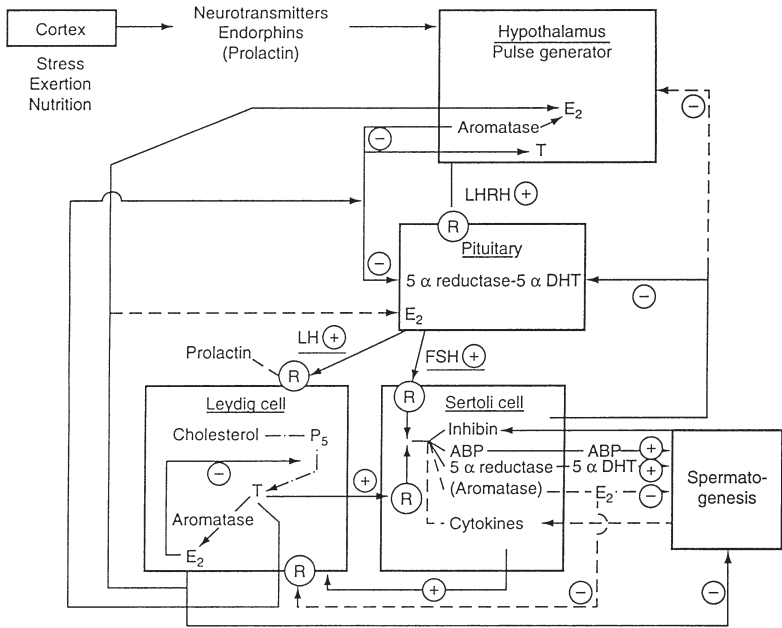 Cortex
Stress
Exertion
Nutrition
Neurotransmitters
Endorphins
(Prolactin)
Hypothalamus
Pulse generator
E2
Aromatase
T
−
−
LHRH +
R
Pituitary
5 α reductase-5 α DHT
−
−
E2
LH +
FSH +
Prolactin
R
R
Leydig cell
Cholesterol
P5
−
T
Aromatase
E2
R
+
Sertoli cell
Inhibin
ABP
ABP
+
5 α reductase
5 α DHT
+
(Aromatase)
E2
−
R
Cytokines
Spermato-
genesis
+
−
−